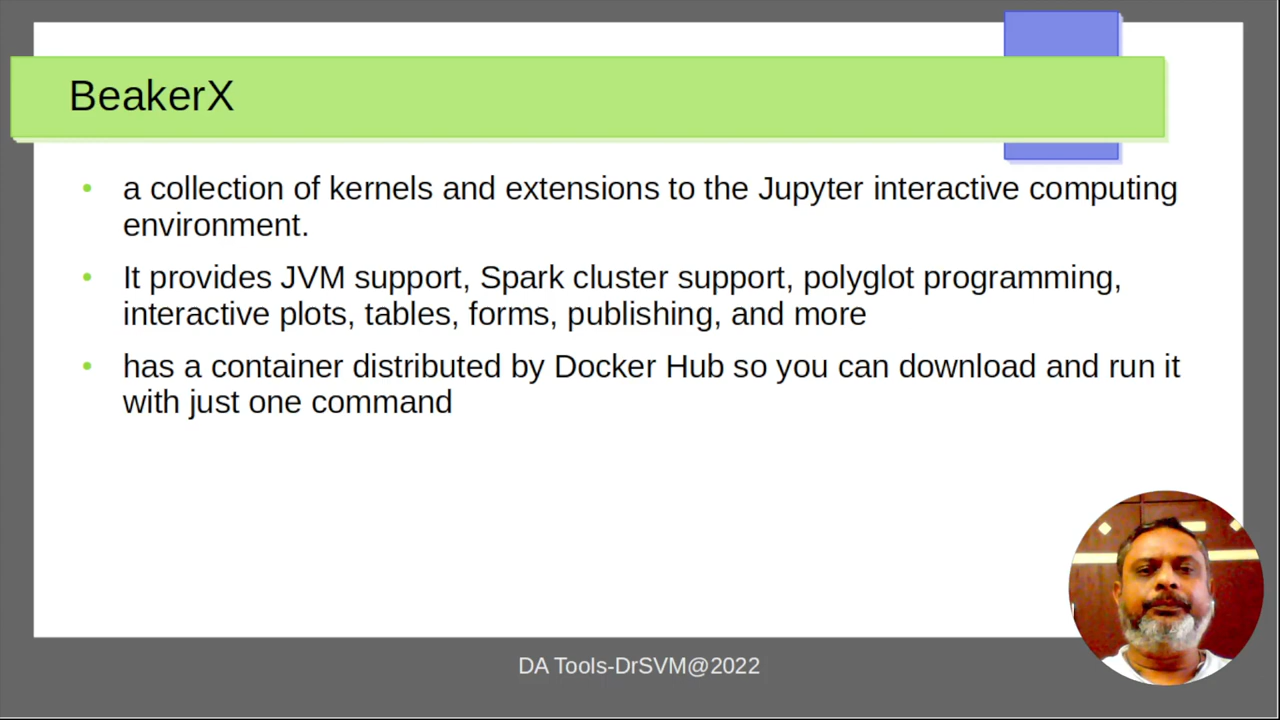 BeakerX
a collection of kernels and extensions to the Jupyter interactive computing
environment.
It provides JVM support, Spark cluster support, polyglot programming,
interactive plots, tables, forms, publishing, and more
has a container distributed by Docker Hub so you can download and run it
with just one command
DA Tools-DrSVM@2022